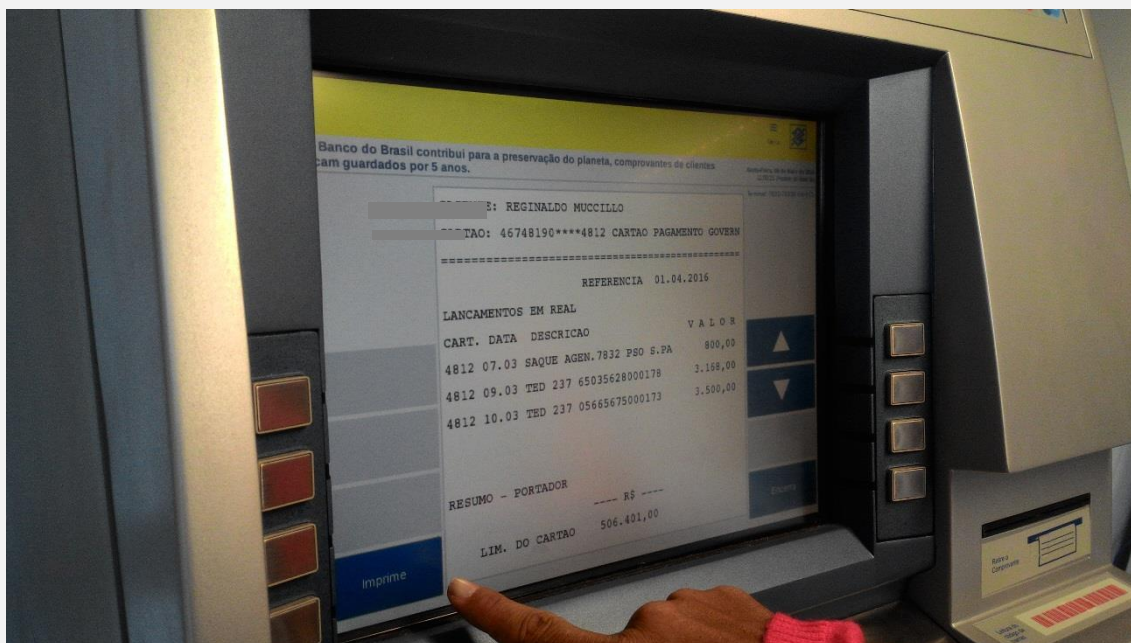 Banco do Brasil contribui para a preservação do planeta, comprovantes de clientes
cam guardados por 5 anos.
E: REGINALDO MUCCILLO
TAO: 46748190****4812 CARTAO PAGAMENTO GOVERN
================================================
REFERENCIA 01.04.2016
LANCAMENTOS EM REAL
CART. DATA DESCRICAO V A L O R
4812 07.03 SAQUE AGEN.7832 PSO S.PA 800,00
4812 09.03 TED 237 65035628000178 3.168,00
4812 10.03 TED 237 05665675000173 3.500,00
RESUMO - PORTADOR
---- R$ ----
LIM. DO CARTAO 506.401,00
Imprime
Encerra
Retire o
Comprovante